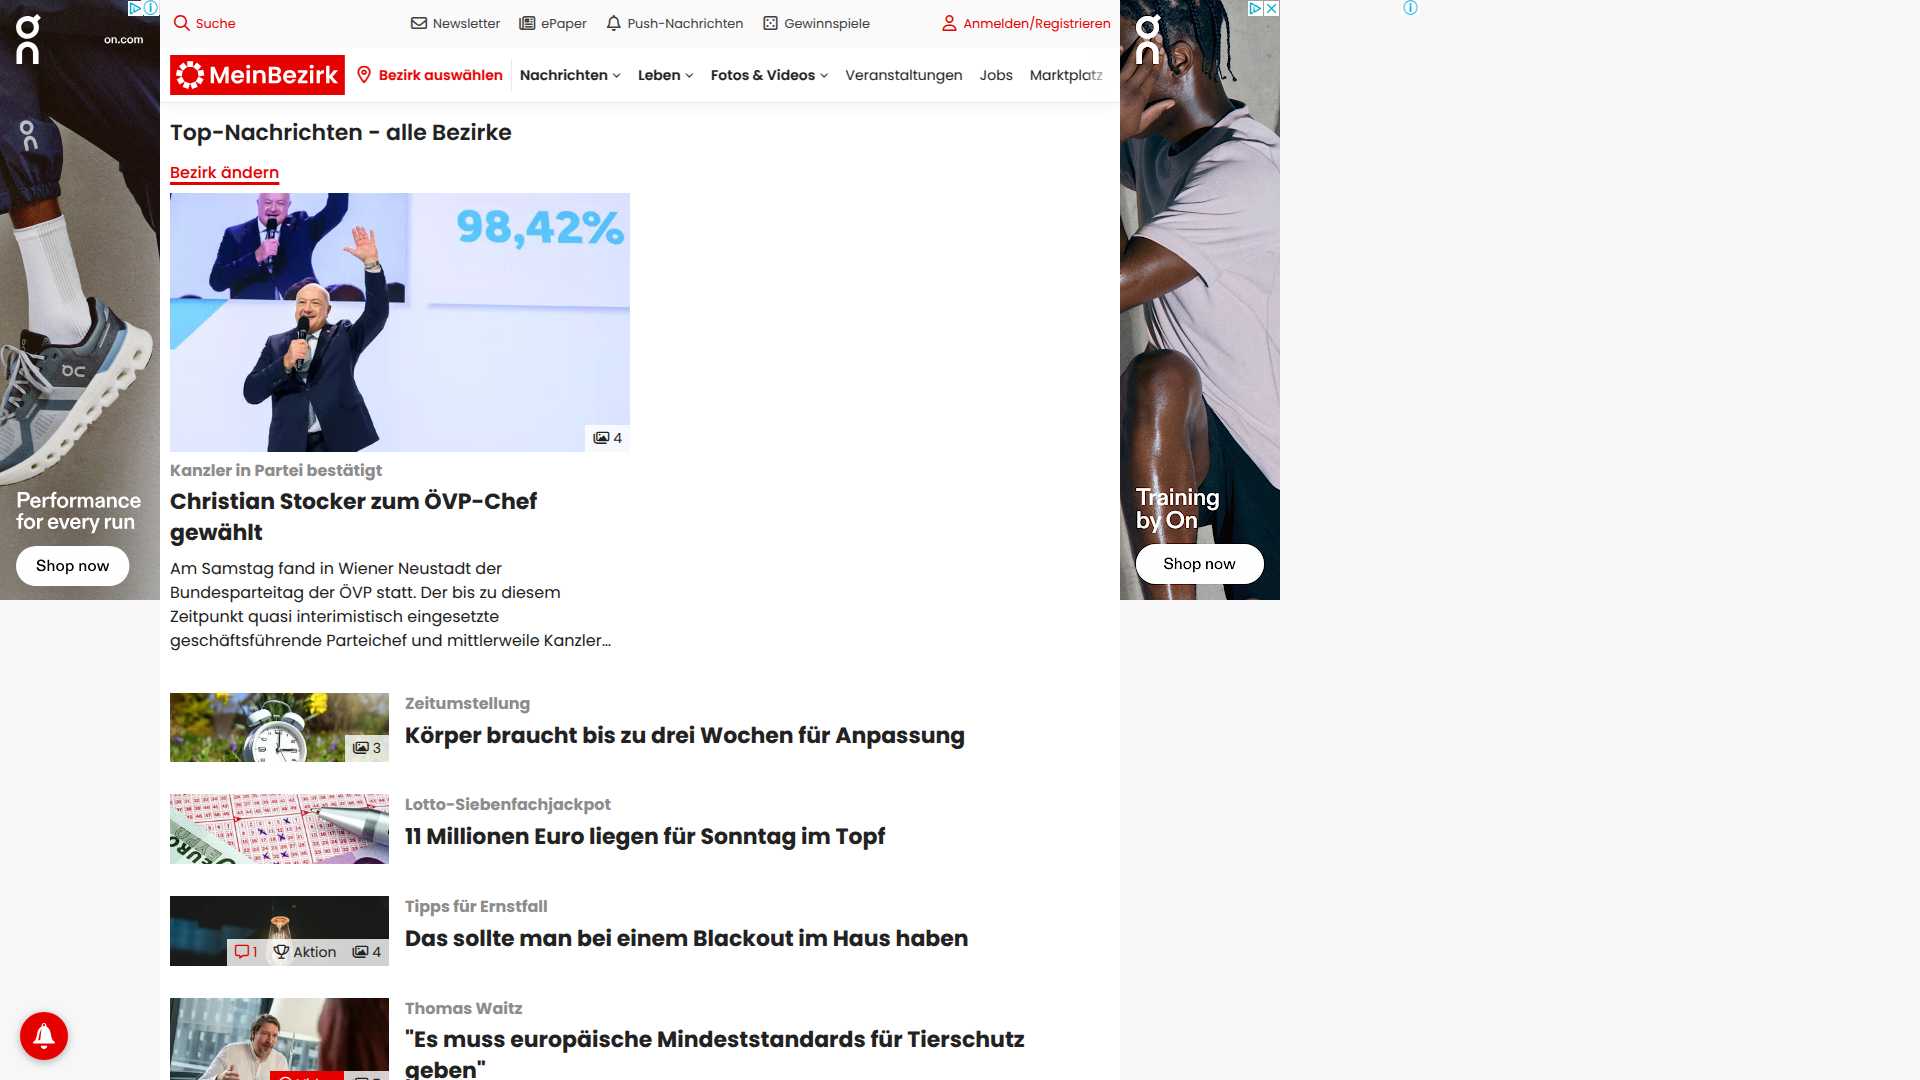 on.com
Performance
for every run
Shop now
Suche
Newsletter
ePaper
Push-Nachrichten
Gewinnspiele
Anmelden/Registrieren
MeinBezirk
Bezirk auswählen
Nachrichten
Leben
Fotos & Videos
Veranstaltungen
Jobs
Marktplatz
Top-Nachrichten - alle Bezirke
Bezirk ändern
98,42%
4
Kanzler in Partei bestätigt
Christian Stocker zum ÖVP-Chef
gewählt
Am Samstag fand in Wiener Neustadt der
Bundesparteitag der ÖVP statt. Der bis zu diesem
Zeitpunkt quasi interimistisch eingesetzte
geschäftsführende Parteichef und mittlerweile Kanzler...
3
Zeitumstellung
Körper braucht bis zu drei Wochen für Anpassung
Lotto-Siebenfachjackpot
11 Millionen Euro liegen für Sonntag im Topf
1
Aktion
4
Tipps für Ernstfall
Das sollte man bei einem Blackout im Haus haben
Thomas Waitz
"Es muss europäische Mindeststandards für Tierschutz
geben"
Training
by On
Shop now